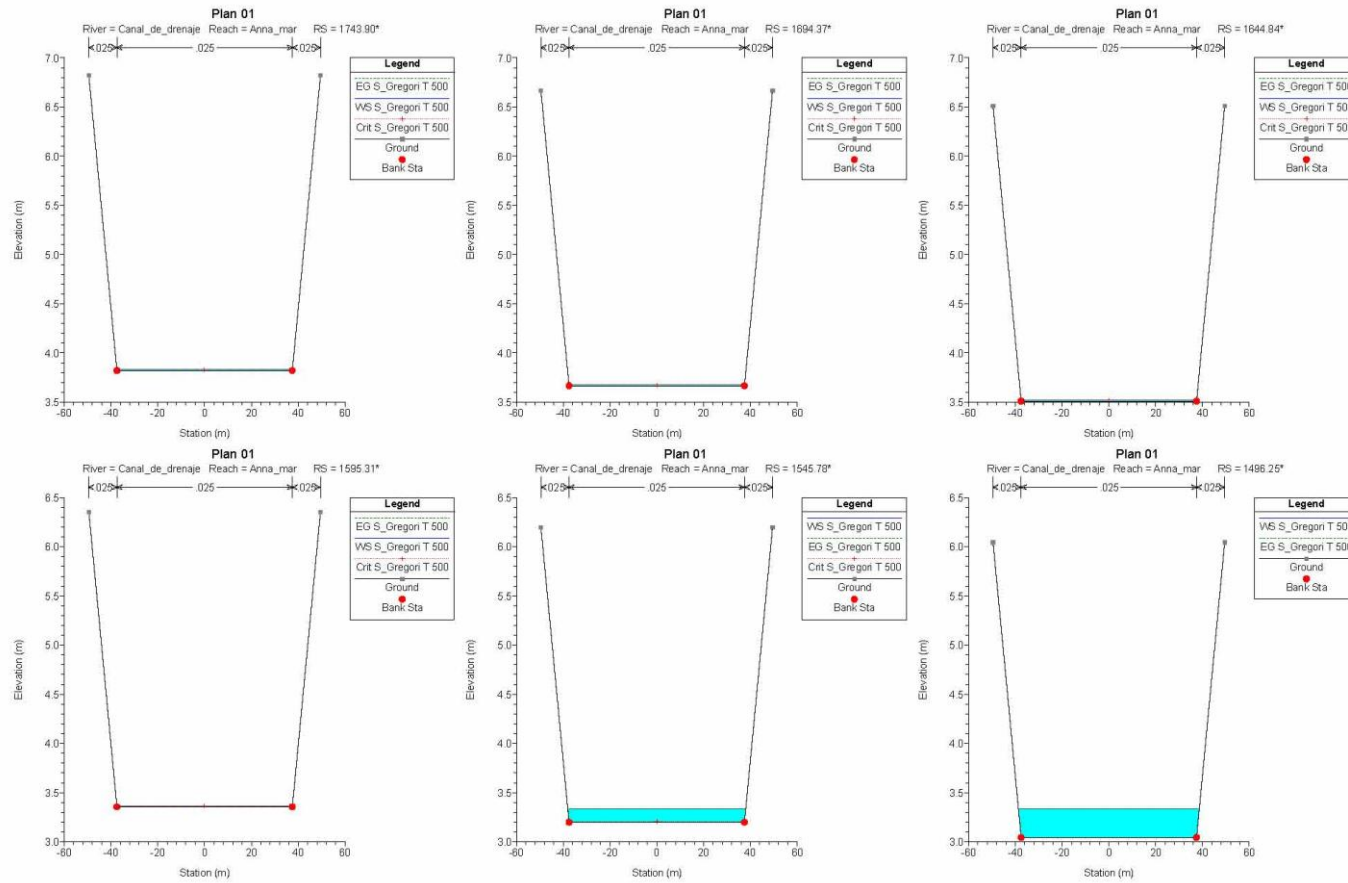 Plan 01
River = Canal_de_drenaje Reach = Anna_mar RS = 1743.90*
.025 .025 .025
Legend
EG S_Gregori T 500
WS S_Gregori T 500
Crit S_Gregori T 500
Ground
Bank Sta
7.0
6.5
6.0
5.5
5.0
4.5
4.0
3.5
Elevation (m)
-60 -40 -20 0 20 40 60
Station (m)
Plan 01
River = Canal_de_drenaje Reach = Anna_mar RS = 1694.37*
.025 .025 .025
Legend
EG S_Gregori T 500
WS S_Gregori T 500
Crit S_Gregori T 500
Ground
Bank Sta
7.0
6.5
6.0
5.5
5.0
4.5
4.0
3.5
Elevation (m)
-60 -40 -20 0 20 40 60
Station (m)
Plan 01
River = Canal_de_drenaje Reach = Anna_mar RS = 1644.84*
.025 .025 .025
Legend
EG S_Gregori T 500
WS S_Gregori T 500
Crit S_Gregori T 500
Ground
Bank Sta
7.0
6.5
6.0
5.5
5.0
4.5
4.0
3.5
Elevation (m)
-60 -40 -20 0 20 40 60
Station (m)
Plan 01
River = Canal_de_drenaje Reach = Anna_mar RS = 1595.31*
.025 .025 .025
Legend
EG S_Gregori T 500
WS S_Gregori T 500
Crit S_Gregori T 500
Ground
Bank Sta
6.5
6.0
5.5
5.0
4.5
4.0
3.5
3.0
Elevation (m)
-60 -40 -20 0 20 40 60
Station (m)
Plan 01
River = Canal_de_drenaje Reach = Anna_mar RS = 1545.78*
.025 .025 .025
Legend
WS S_Gregori T 500
EG S_Gregori T 500
Crit S_Gregori T 500
Ground
Bank Sta
6.5
6.0
5.5
5.0
4.5
4.0
3.5
3.0
Elevation (m)
-60 -40 -20 0 20 40 60
Station (m)
Plan 01
River = Canal_de_drenaje Reach = Anna_mar RS = 1496.25*
.025 .025 .025
Legend
WS S_Gregori T 500
EG S_Gregori T 500
Ground
Bank Sta
6.5
6.0
5.5
5.0
4.5
4.0
3.5
3.0
Elevation (m)
-60 -40 -20 0 20 40 60
Station (m)